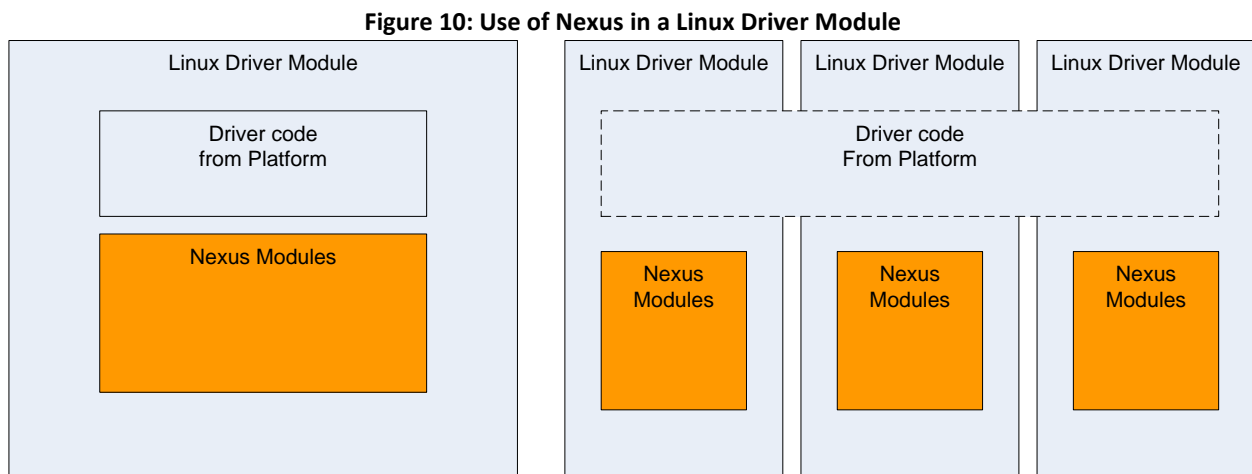 Figure 10: Use of Nexus in a Linux Driver Module
Linux Driver Module
Driver code
from Platform
Nexus Modules
Linux Driver Module
Linux Driver Module
Linux Driver Module
Driver code
From Platform
Nexus
Modules
Nexus
Modules
Nexus
Modules